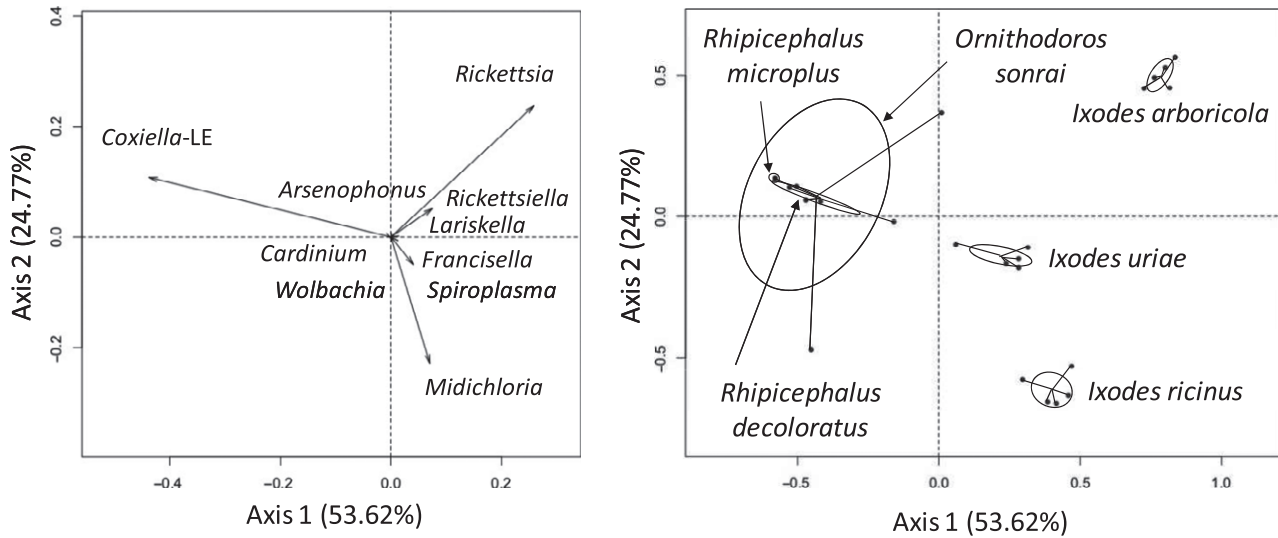 0.4
0.2
0.0
−0.2
Axis 2 (24.77%)
Rickettsia
Coxiella-LE
Arsenophonus
Rickettsiella
Lariskella
Cardinium
Francisella
Wolbachia
Spiroplasma
Midichloria
−0.4
−0.2
0.0
0.2
Axis 1 (53.62%)
0.5
0.0
−0.5
Axis 2 (24.77%)
Rhipicephalus
microplus
Ornithodoros
sonrai
Ixodes arboricola
Ixodes uriae
Ixodes ricinus
Rhipicephalus
decoloratus
−0.5
0.0
0.5
1.0
Axis 1 (53.62%)